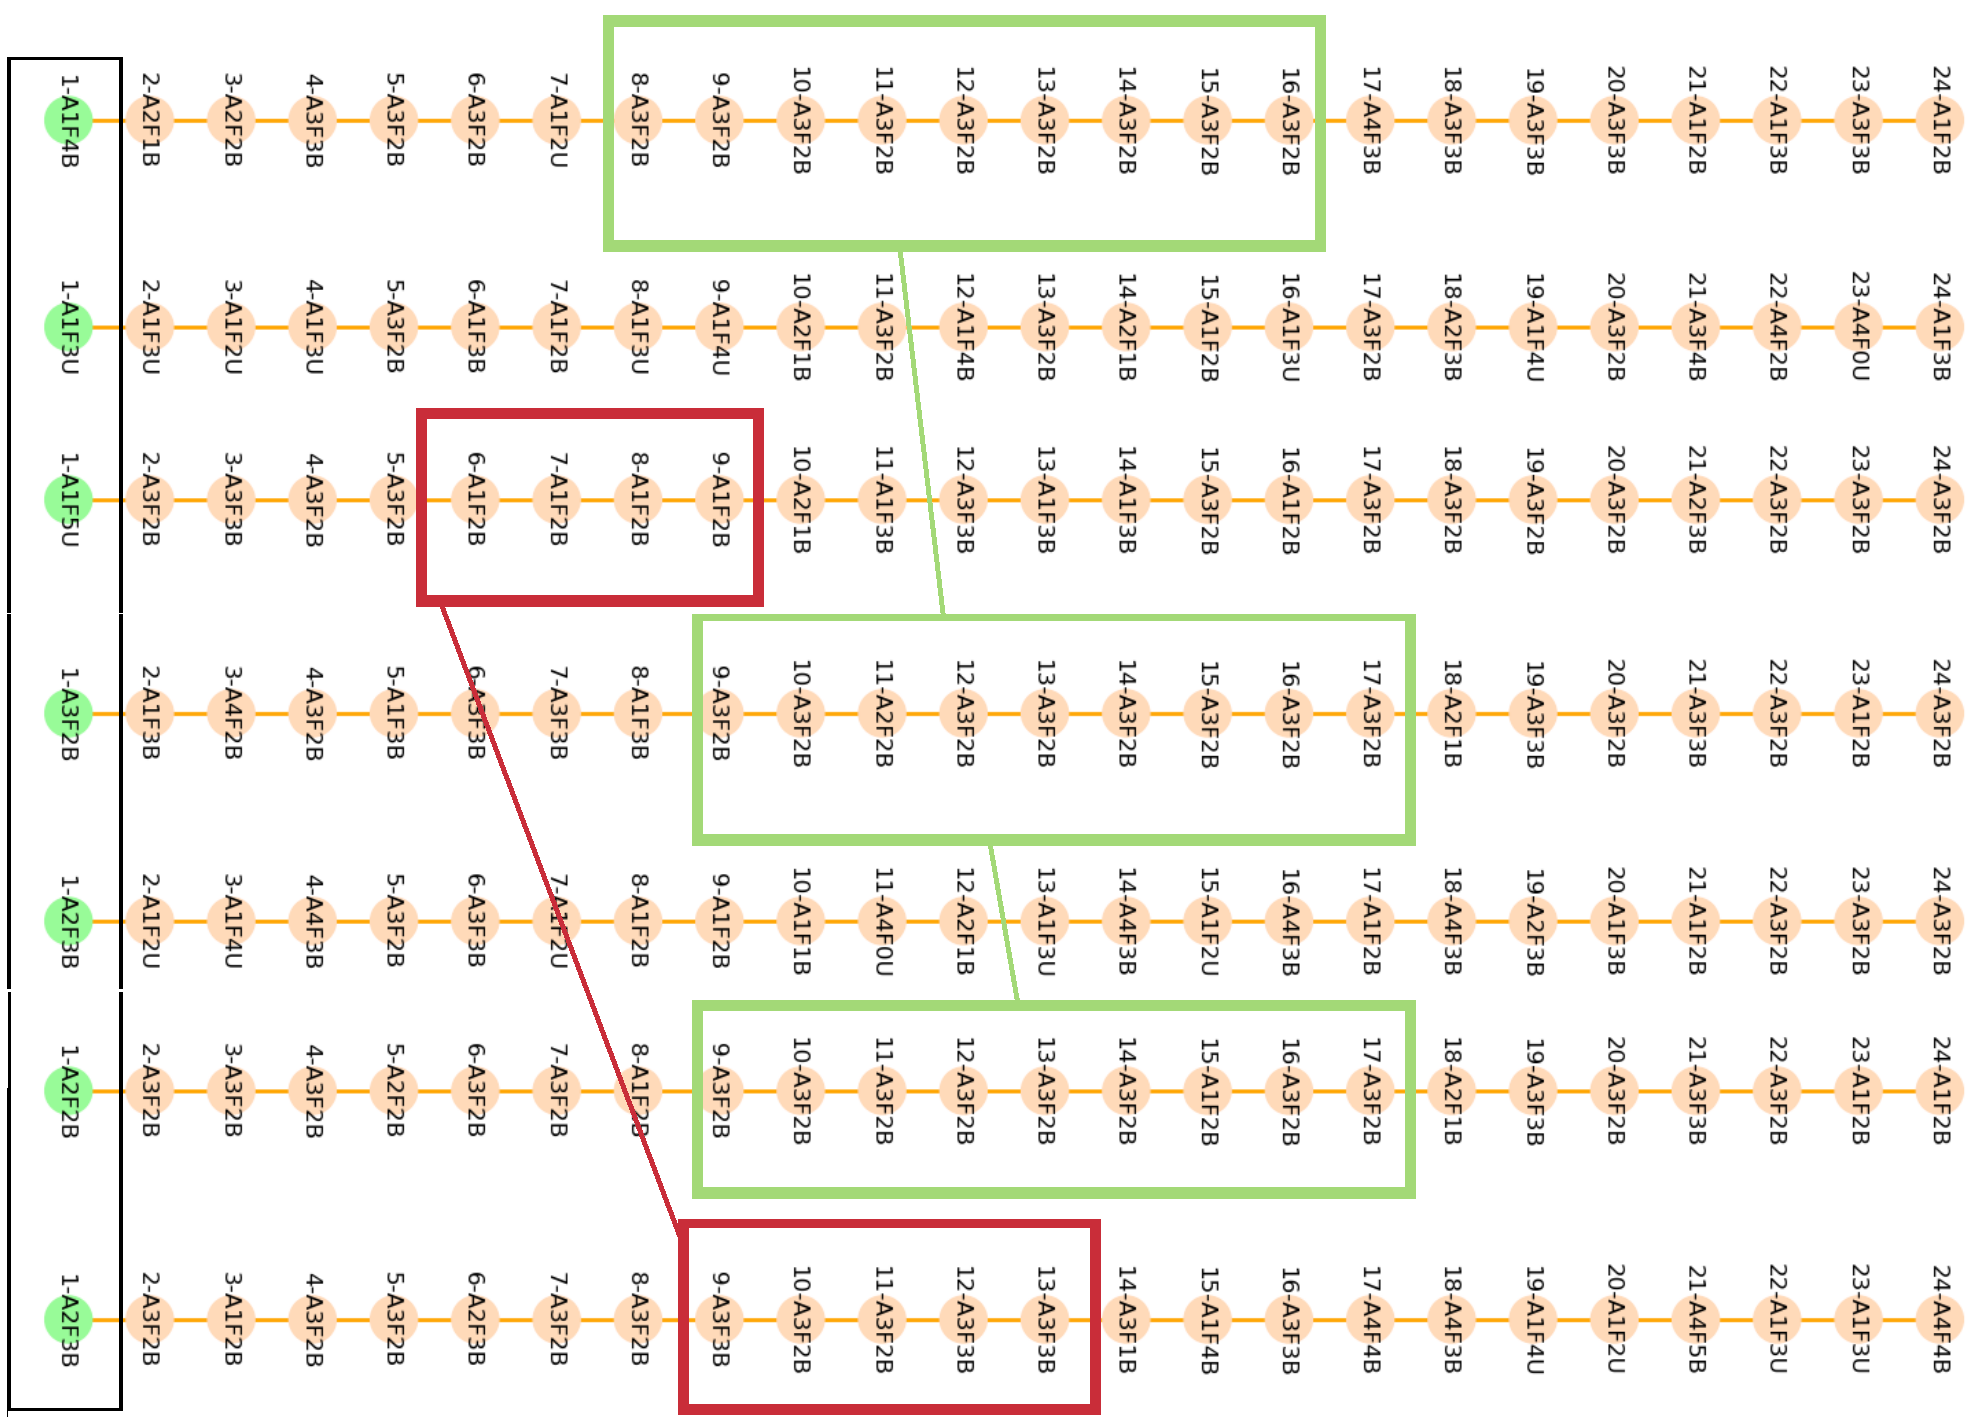 1-A1F4B 2-A2F1B 3-A2F2B 4-A3F3B 5-A3F2B 6-A3F2B 7-A1F2U 8-A3F2B 9-A3F2B 10-A3F2B 11-A3F2B 12-A3F2B 13-A3F2B 14-A3F2B 15-A3F2B 16-A3F2B 17-A4F3B 18-A3F3B 19-A3F3B 20-A3F3B 21-A1F2B 22-A1F3B 23-A3F3B 24-A1F2B
1-A1F3U 2-A1F3U 3-A1F2U 4-A1F3U 5-A3F2B 6-A1F3B 7-A1F2B 8-A1F3U 9-A1F4U 10-A2F1B 11-A3F2B 12-A1F4B 13-A3F2B 14-A2F1B 15-A1F2B 16-A1F3U 17-A3F2B 18-A2F3B 19-A1F4U 20-A3F2B 21-A3F4B 22-A4F2B 23-A4F0U 24-A1F3B
1-A1F5U 2-A3F2B 3-A3F3B 4-A3F2B 5-A3F2B 6-A1F2B 7-A1F2B 8-A1F2B 9-A1F2B 10-A2F1B 11-A1F3B 12-A3F3B 13-A1F3B 14-A1F3B 15-A3F2B 16-A1F2B 17-A3F2B 18-A3F2B 19-A3F2B 20-A3F2B 21-A2F3B 22-A3F2B 23-A3F2B 24-A3F2B
1-A3F2B 2-A1F3B 3-A4F2B 4-A3F2B 5-A1F3B 6-A3F3B 7-A3F3B 8-A1F3B 9-A3F2B 10-A3F2B 11-A2F2B 12-A3F2B 13-A3F2B 14-A3F2B 15-A3F2B 16-A3F2B 17-A3F2B 18-A2F1B 19-A3F3B 20-A3F2B 21-A3F3B 22-A3F2B 23-A1F2B 24-A3F2B
1-A2F3B 2-A1F2U 3-A1F4U 4-A4F3B 5-A3F2B 6-A3F3B 7-A1F2U 8-A1F2B 9-A1F2B 10-A1F1B 11-A4F0U 12-A2F1B 13-A1F3U 14-A4F3B 15-A1F2U 16-A4F3B 17-A1F2B 18-A4F3B 19-A2F3B 20-A1F3B 21-A1F2B 22-A3F2B 23-A3F2B 24-A3F2B
1-A2F2B 2-A3F2B 3-A3F2B 4-A3F2B 5-A2F2B 6-A3F2B 7-A3F2B 8-A1F2B 9-A3F2B 10-A3F2B 11-A3F2B 12-A3F2B 13-A3F2B 14-A3F2B 15-A1F2B 16-A3F2B 17-A3F2B 18-A2F1B 19-A3F3B 20-A3F2B 21-A3F3B 22-A3F2B 23-A1F2B 24-A1F2B
1-A2F3B 2-A3F2B 3-A1F2B 4-A3F2B 5-A3F2B 6-A2F3B 7-A3F2B 8-A3F2B 9-A3F3B 10-A3F2B 11-A3F2B 12-A3F3B 13-A3F3B 14-A3F1B 15-A1F4B 16-A3F3B 17-A4F4B 18-A4F3B 19-A1F4U 20-A1F2U 21-A4F5B 22-A1F3U 23-A1F3U 24-A4F4B